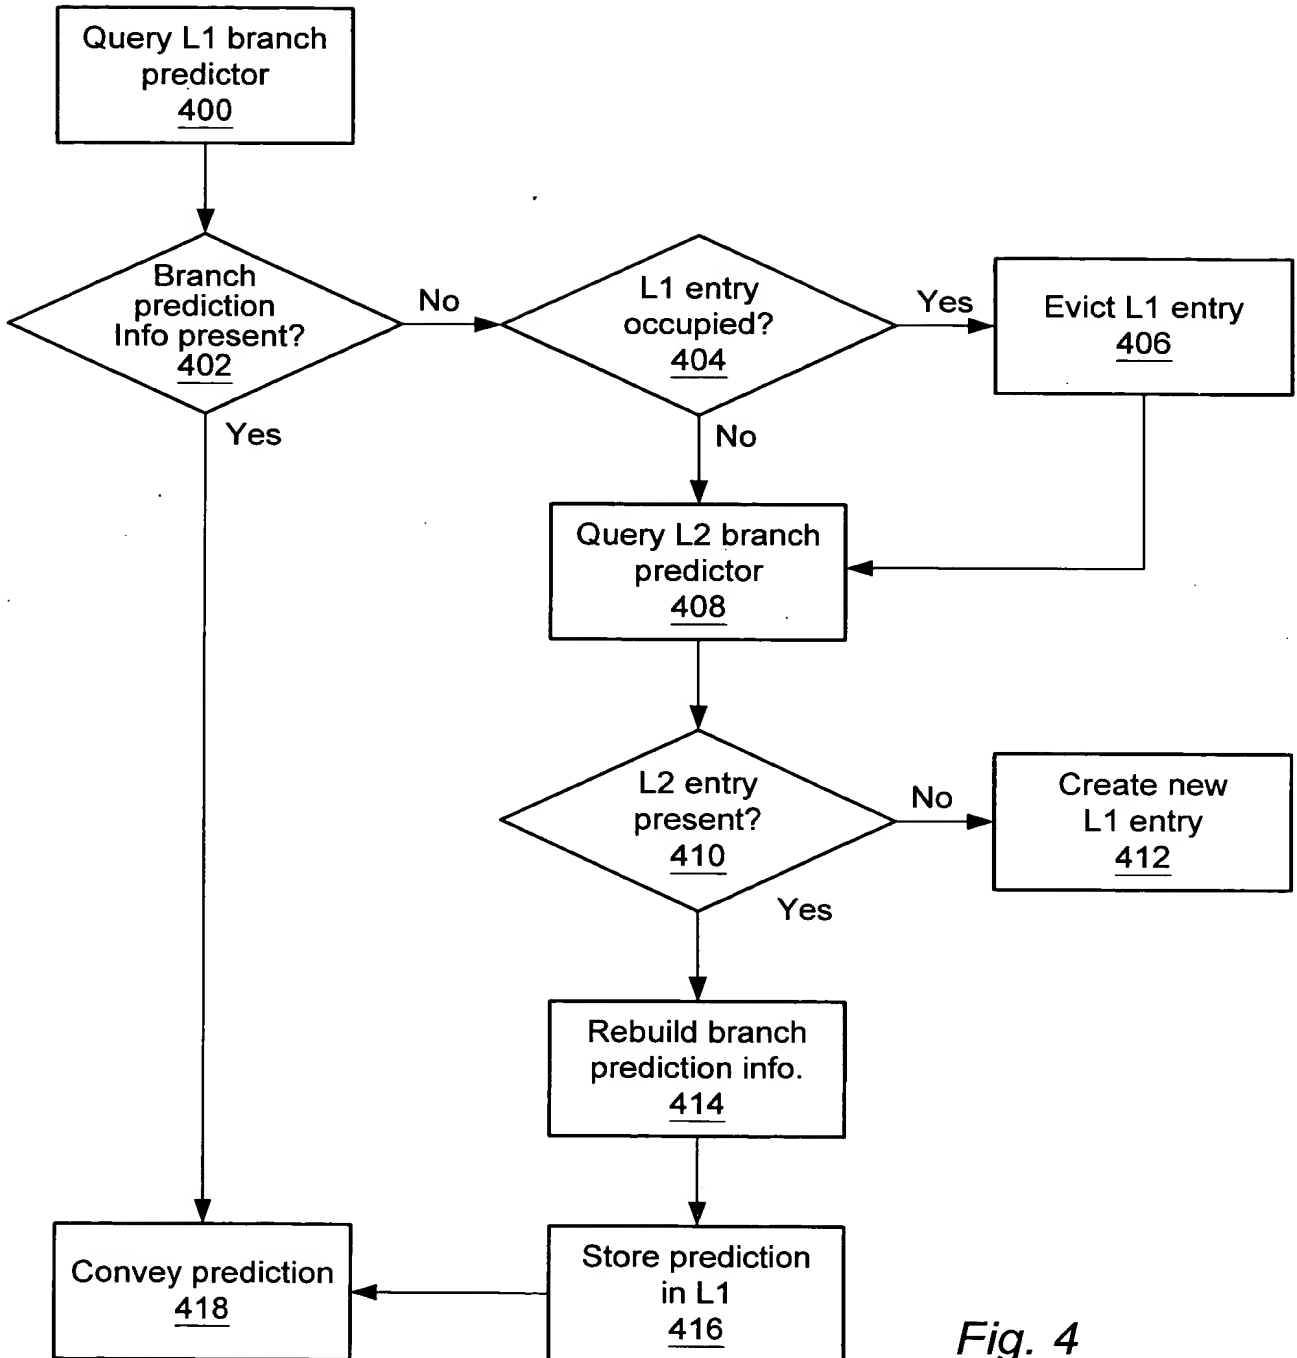 Query L1 branch
predictor
400
Branch
prediction
Info present?
402
No
L1 entry
occupied?
404
Yes
Evict L1 entry
406
Yes
No
Query L2 branch
predictor
408
L2 entry
present?
410
No
Create new
L1 entry
412
Yes
Rebuild branch
prediction info.
414
Convey prediction
418
Store prediction
in L1
416
Fig. 4